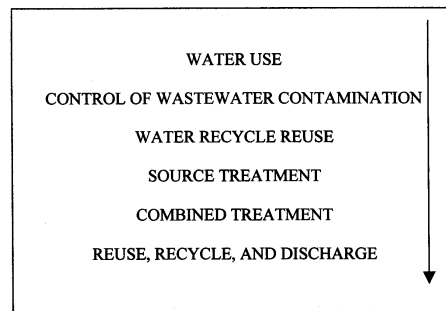 WATER USE
CONTROL OF WASTEWATER CONTAMINATION
WATER RECYCLE REUSE
SOURCE TREATMENT
COMBINED TREATMENT
REUSE, RECYCLE, AND DISCHARGE